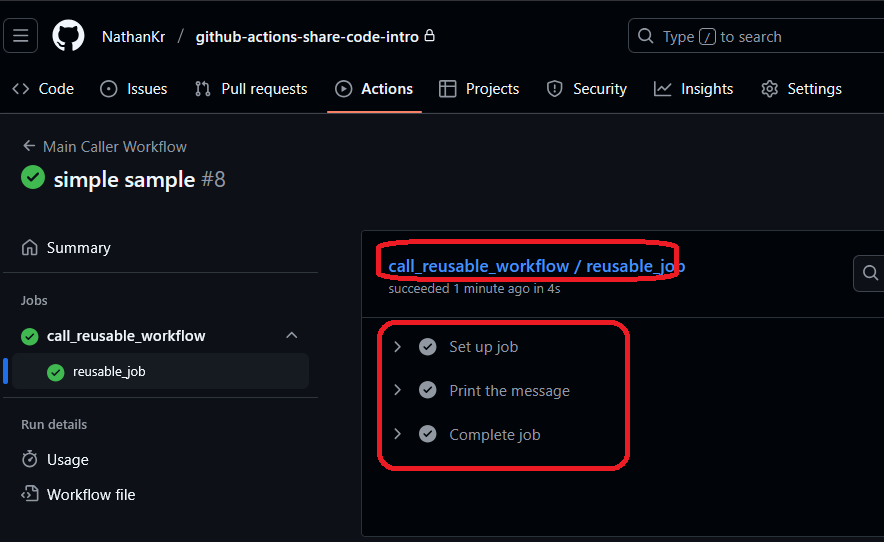 NathanKr / github-actions-share-code-intro
Type / to search
Code Issues Pull requests Actions Projects Security Insights Settings
Main Caller Workflow
simple sample #8
Summary
Jobs
call_reusable_workflow
reusable_job
Run details
Usage
Workflow file
call_reusable_workflow / reusable_job
succeeded 1 minute ago in 4s
Set up job
Print the message
Complete job